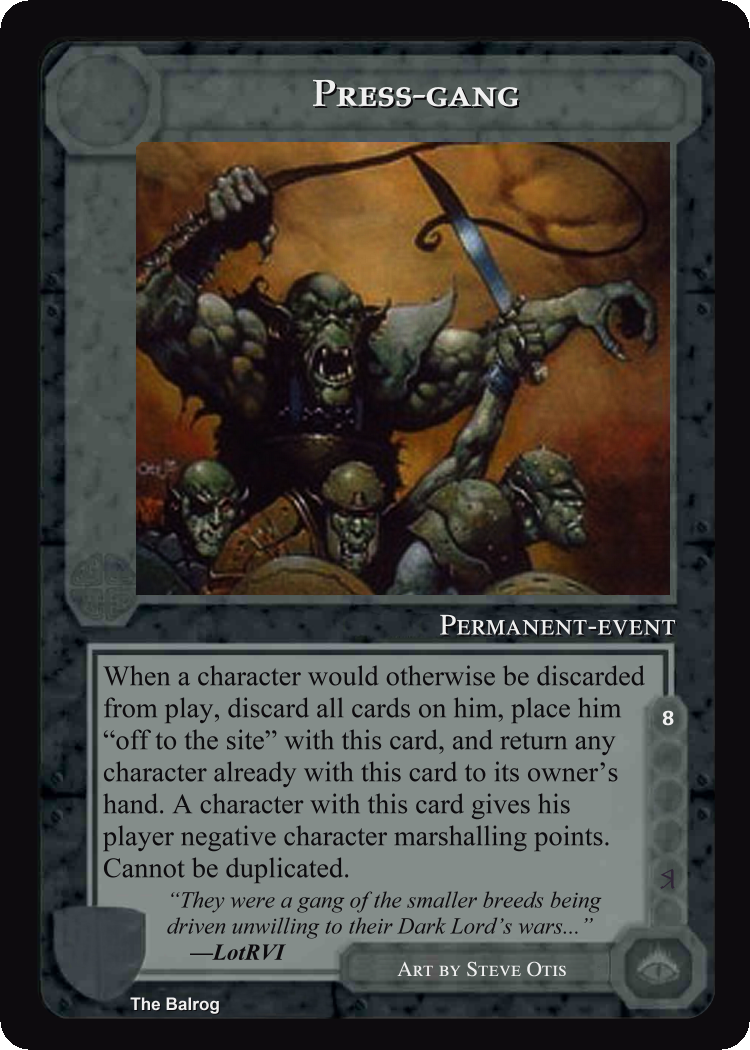 PRESS-GANG
PERMANENT-EVENT
When a character would otherwise be discarded
from play, discard all cards on him, place him
“off to the site” with this card, and return any
character already with this card to its owner’s
hand. A character with this card gives his
player negative character marshalling points.
Cannot be duplicated.
8
“They were a gang of the smaller breeds being
driven unwilling to their Dark Lord’s wars...”
—LotRVI
ART BY STEVE OTIS
The Balrog